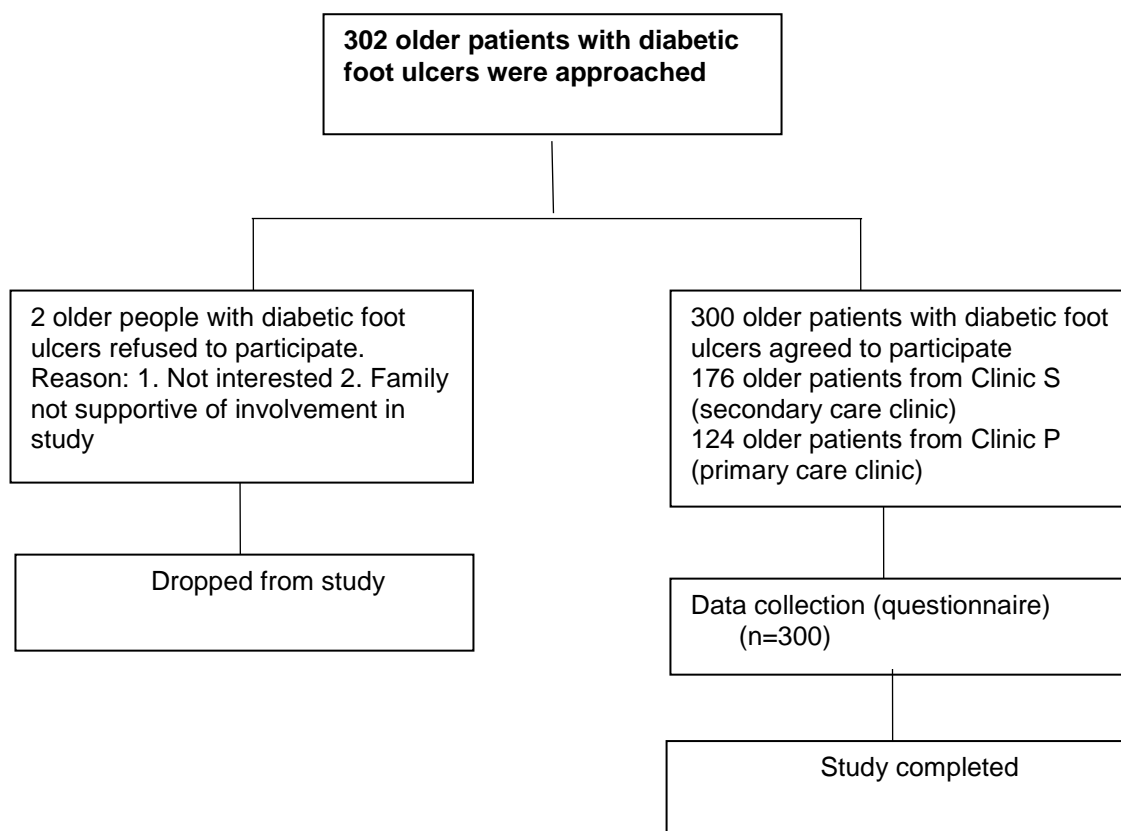 302 older patients with diabetic
foot ulcers were approached
2 older people with diabetic foot
ulcers refused to participate.
Reason: 1. Not interested 2. Family
not supportive of involvement in
study
300 older patients with diabetic foot
ulcers agreed to participate
176 older patients from Clinic S
(secondary care clinic)
124 older patients from Clinic P
(primary care clinic)
Dropped from study
Data collection (questionnaire)
(n=300)
Study completed